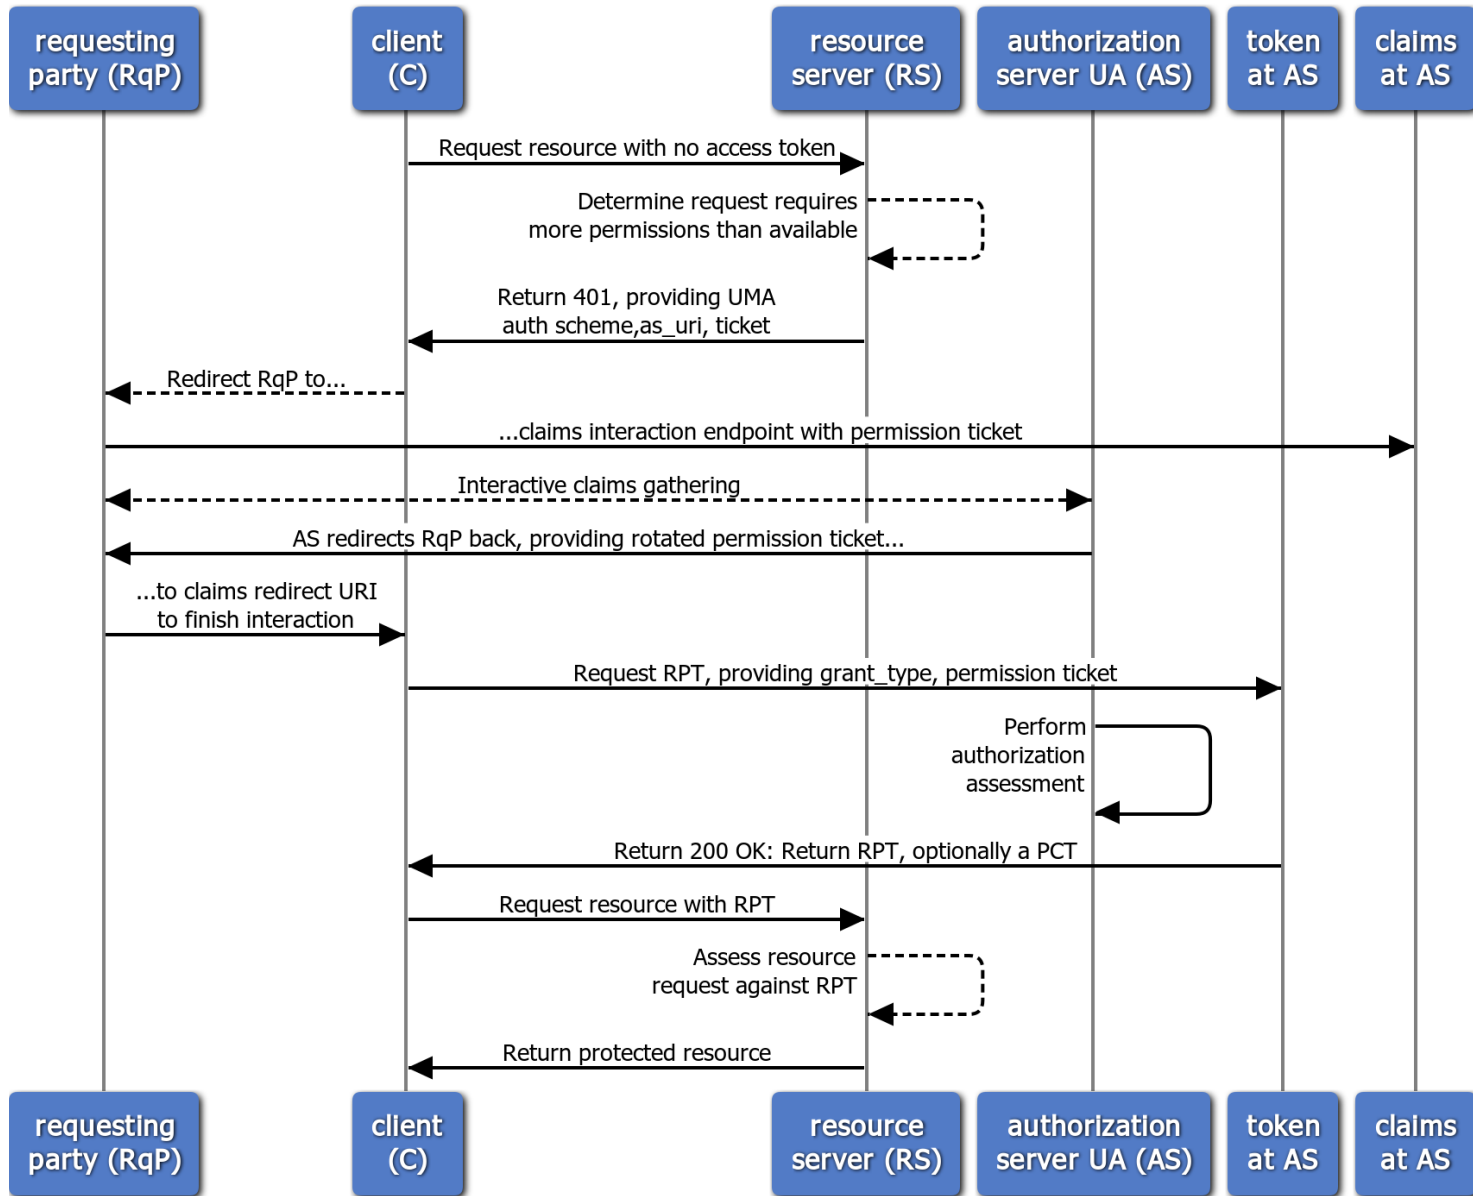 requesting
party (RqP)
client
(C)
resource
server (RS)
authorization
server UA (AS)
token
at AS
claims
at AS
Request resource with no access token
Determine request requires
more permissions than available
Return 401, providing UMA
auth scheme,as_uri, ticket
Redirect RqP to...
...claims interaction endpoint with permission ticket
Interactive claims gathering
AS redirects RqP back, providing rotated permission ticket...
...to claims redirect URI
to finish interaction
Request RPT, providing grant_type, permission ticket
Perform
authorization
assessment
Return 200 OK: Return RPT, optionally a PCT
Request resource with RPT
Assess resource
request against RPT
Return protected resource
requesting
party (RqP)
client
(C)
resource
server (RS)
authorization
server UA (AS)
token
at AS
claims
at AS